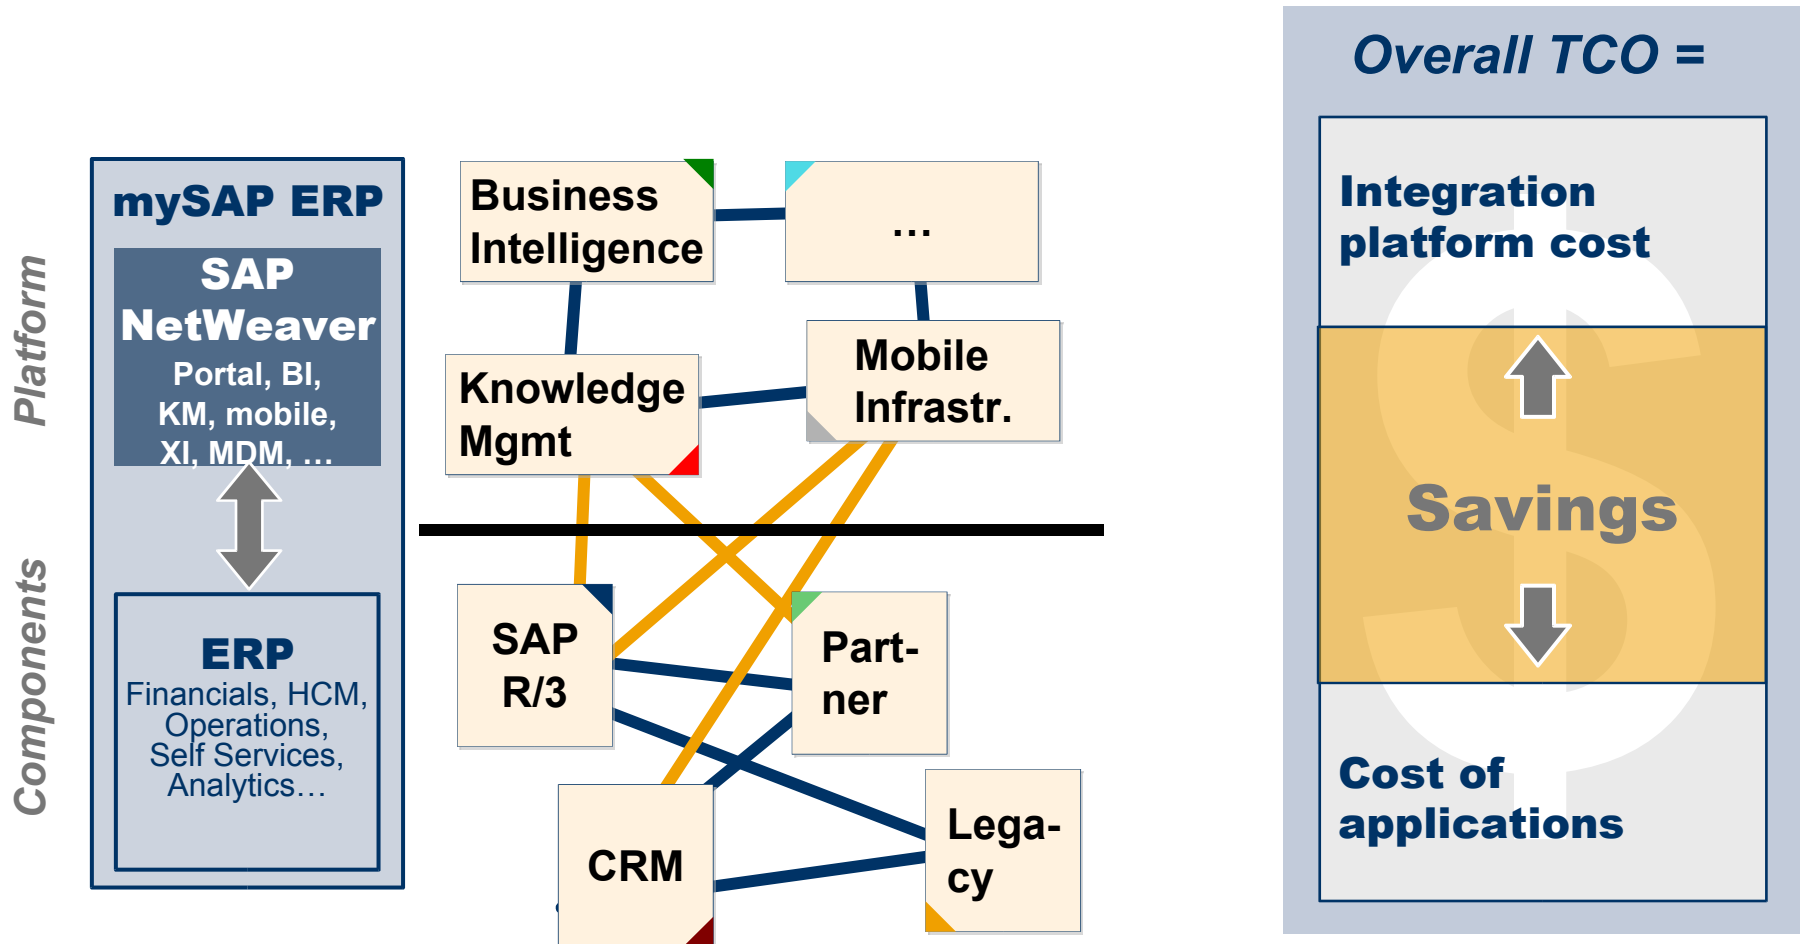 Overall TCO =
Platform
Components
mySAP ERP
SAP
NetWeaver
Portal, BI,
KM, mobile,
XI, MDM, …
ERP
Financials, HCM,
Operations,
Self Services,
Analytics…
Business
Intelligence
…
Knowledge
Mgmt
Mobile
Infrastr.
SAP
R/3
Part-
ner
CRM
Lega-
cy
Integration
platform cost
Savings
Cost of
applications
$